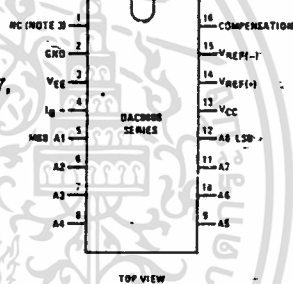 NC (NOTE 3) 1
16 COMPENSATION
GND 2
15 VREF(-)
VEE 3
14 VREF(+)
4
13 VCC
DAC0808
SERIES
MSB A1 5
12 A8 LSB
A2 6
11 A7
A3 7
10 A6
A4 8
9 A5
TOP VIEW